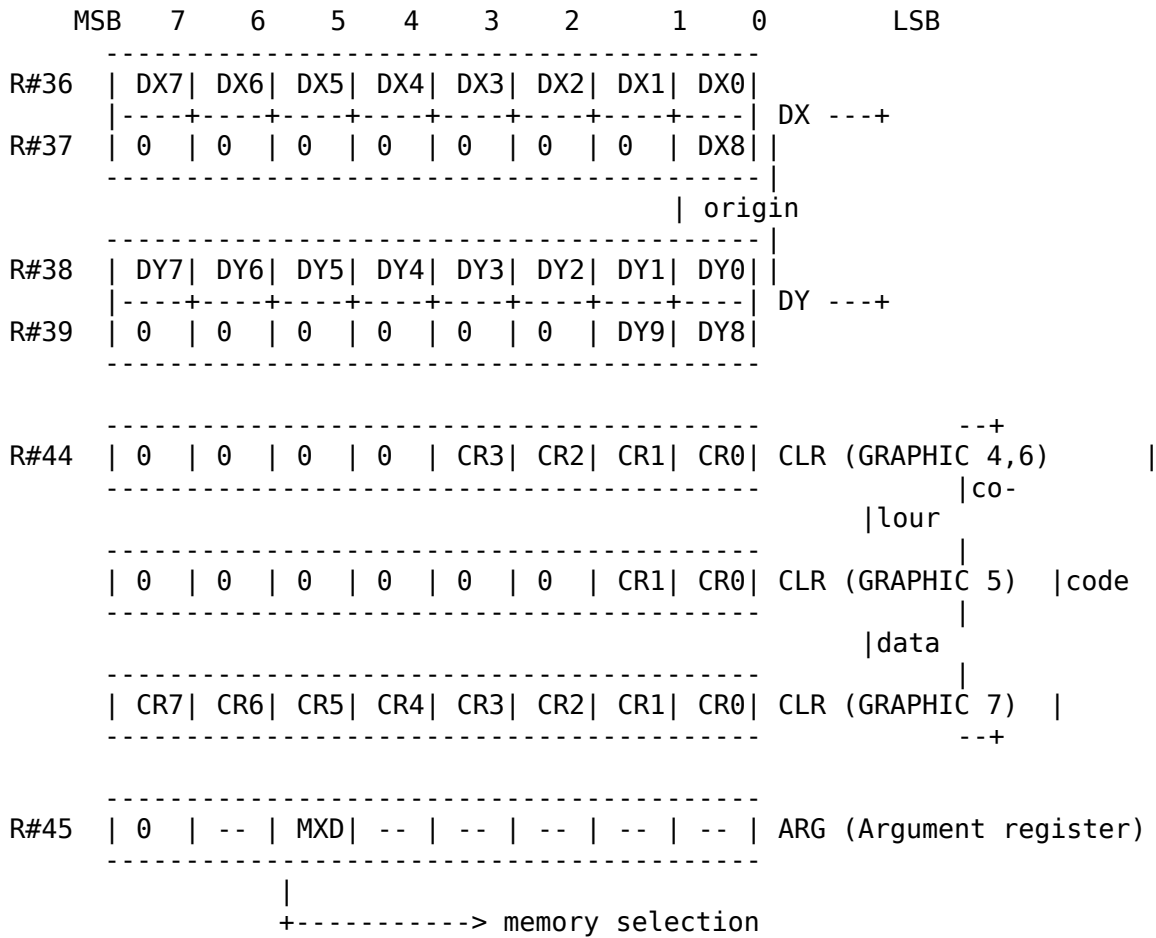 MSB   7    6    5    4    3    2      1    0        LSB
      -----------------------------------------
R#36  | DX7| DX6| DX5| DX4| DX3| DX2| DX1| DX0|
      |----+----+----+----+----+----+----+----| DX ---+
R#37  | 0  | 0  | 0  | 0  | 0  | 0  | 0  | DX8| |
      ----------------------------------------- |
                                         | origin
      ----------------------------------------- |
R#38  | DY7| DY6| DY5| DY4| DY3| DY2| DY1| DY0| |
      |----+----+----+----+----+----+----+----| DY ---+
R#39  | 0  | 0  | 0  | 0  | 0  | 0  | DY9| DY8|
      -----------------------------------------

      -----------------------------------------            --+
R#44  | 0  | 0  | 0  | 0  | CR3| CR2| CR1| CR0| CLR (GRAPHIC 4,6)      |
      -----------------------------------------            |co-
                                                     |lour
      -----------------------------------------            |
      | 0  | 0  | 0  | 0  | 0  | 0  | CR1| CR0| CLR (GRAPHIC 5)  |code
      -----------------------------------------            |
                                                     |data
      -----------------------------------------            |
      | CR7| CR6| CR5| CR4| CR3| CR2| CR1| CR0| CLR (GRAPHIC 7)  |
      -----------------------------------------            --+

      -----------------------------------------
R#45  | 0  | -- | MXD| -- | -- | -- | -- | -- | ARG (Argument register)
      -----------------------------------------
                 |
                 +-----------> memory selection